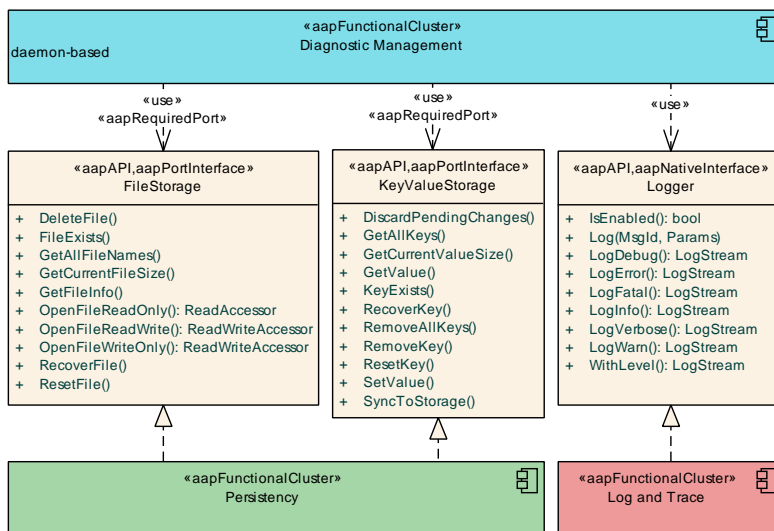 «aapFunctionalCluster»
Diagnostic Management
daemon-based
«use»
«aapRequiredPort»
«use»
«aapRequiredPort»
«use»
«aapAPI,aapPortInterface»
FileStorage
+ DeleteFile()
+ FileExists()
+ GetAllFileNames()
+ GetCurrentFileSize()
+ GetFileInfo()
+ OpenFileReadOnly(): ReadAccessor
+ OpenFileReadWrite(): ReadWriteAccessor
+ OpenFileWriteOnly(): ReadWriteAccessor
+ RecoverFile()
+ ResetFile()
«aapAPI,aapPortInterface»
KeyValueStorage
+ DiscardPendingChanges()
+ GetAllKeys()
+ GetCurrentValueSize()
+ GetValue()
+ KeyExists()
+ RecoverKey()
+ RemoveAllKeys()
+ RemoveKey()
+ ResetKey()
+ SetValue()
+ SyncToStorage()
«aapAPI,aapNativeInterface»
Logger
+ IsEnabled(): bool
+ Log(MsgId, Params)
+ LogDebug(): LogStream
+ LogError(): LogStream
+ LogFatal(): LogStream
+ LogInfo(): LogStream
+ LogVerbose(): LogStream
+ LogWarn(): LogStream
+ WithLevel(): LogStream
«aapFunctionalCluster»
Persistency
«aapFunctionalCluster»
Log and Trace